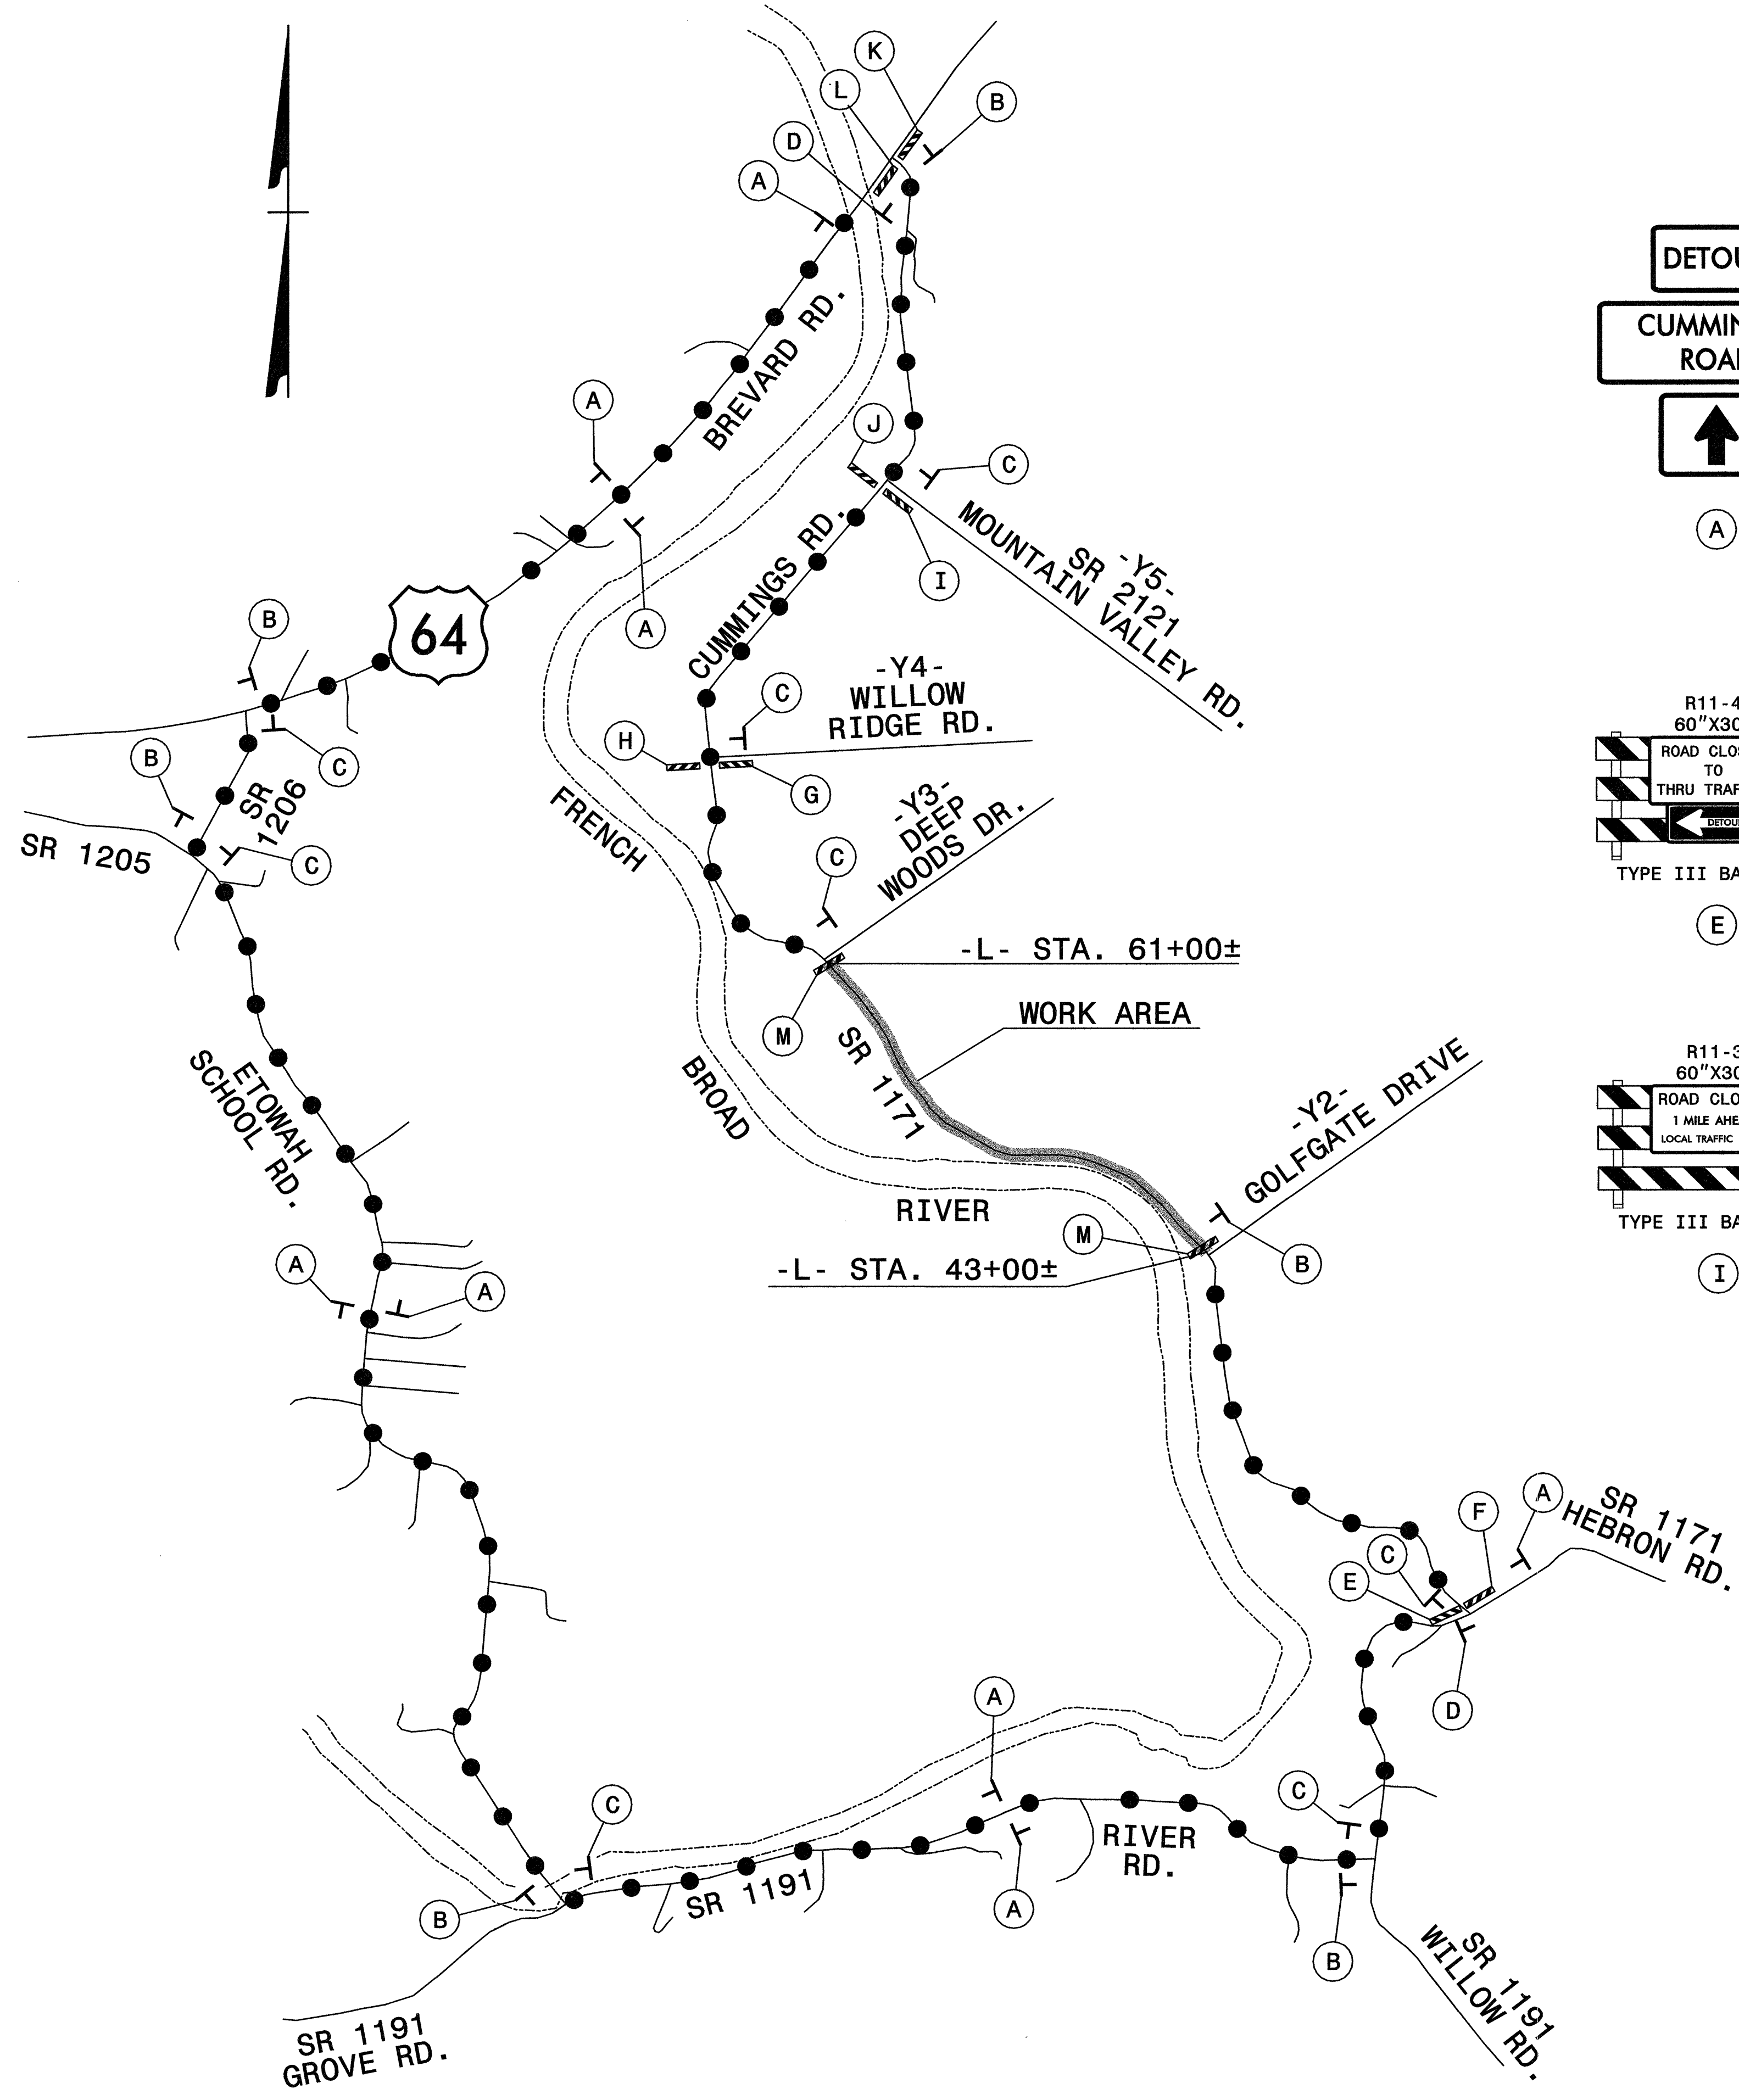 K
L
B
D
A
BREVARD RD.
A
J
C
A
I
CUMMINGS RD.
-Y5-
SR 2121
MOUNTAIN VALLEY RD.
64
B
C
B
SR
1206
C
SR 1205
-Y4-
WILLOW
RIDGE RD.
C
H
G
-Y3-
DEEP
WOODS DR.
C
FRENCH
-L- STA. 61+00±
WORK AREA
M
SR 1171
BROAD
RIVER
-Y2-
GOLFGATE DRIVE
M
B
-L- STA. 43+00±
ETOWAH
SCHOOL RD.
A
A
F
A
SR 1171
HEBRON RD.
C
E
D
A
C
C
RIVER
RD.
SR 1191
A
B
B
SR 1191
WILLOW RD.
SR 1191
GROVE RD.
A
E
R11-3
60"X30
1 MILE AHE
LOCAL TRAFFIC
TYPE III BA
I
R11-4
60"X30
ROAD CLOS
TO
THRU TRAF
DETOU
TYPE III BA
ROAD CLO
DETOU
CUMMIN
ROA